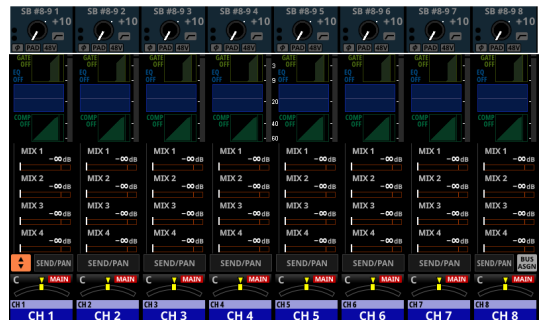 SB #8-9 1 SB #8-9 2 SB #8-9 3 SB #8-9 4 SB #8-9 5 SB #8-9 6 SB #8-9 7 SB #8-9 8
+10 +10 +10 +10 +10 +10 +10 +10
Φ PAD 48V Φ PAD 48V Φ PAD 48V Φ PAD 48V Φ PAD 48V Φ PAD 48V Φ PAD 48V Φ PAD 48V
GATE GATE GATE GATE GATE GATE GATE GATE
OFF OFF OFF OFF OFF 3 OFF OFF OFF
EQ EQ EQ EQ EQ EQ EQ EQ
OFF OFF OFF OFF 9 OFF OFF OFF OFF
20
COMP COMP COMP COMP COMP COMP COMP COMP
OFF OFF OFF OFF 40 OFF OFF OFF OFF
60
MIX 1 MIX 1 MIX 1 MIX 1 MIX 1 MIX 1 MIX 1 MIX 1
-∞dB -∞dB -∞dB -∞dB -∞dB -∞dB -∞dB -∞dB
MIX 2 MIX 2 MIX 2 MIX 2 MIX 2 MIX 2 MIX 2 MIX 2
-∞dB -∞dB -∞dB -∞dB -∞dB -∞dB -∞dB -∞dB
MIX 3 MIX 3 MIX 3 MIX 3 MIX 3 MIX 3 MIX 3 MIX 3
-∞dB -∞dB -∞dB -∞dB -∞dB -∞dB -∞dB -∞dB
MIX 4 MIX 4 MIX 4 MIX 4 MIX 4 MIX 4 MIX 4 MIX 4
-∞dB -∞dB -∞dB -∞dB -∞dB -∞dB -∞dB -∞dB
SEND/PAN SEND/PAN SEND/PAN SEND/PAN SEND/PAN SEND/PAN SEND/PAN SEND/PAN BUS
ASGN
C MAIN C MAIN C MAIN C MAIN C MAIN C MAIN C MAIN C MAIN
CH 1 CH 2 CH 3 CH 4 CH 5 CH 6 CH 7 CH 8
CH 1 CH 2 CH 3 CH 4 CH 5 CH 6 CH 7 CH 8